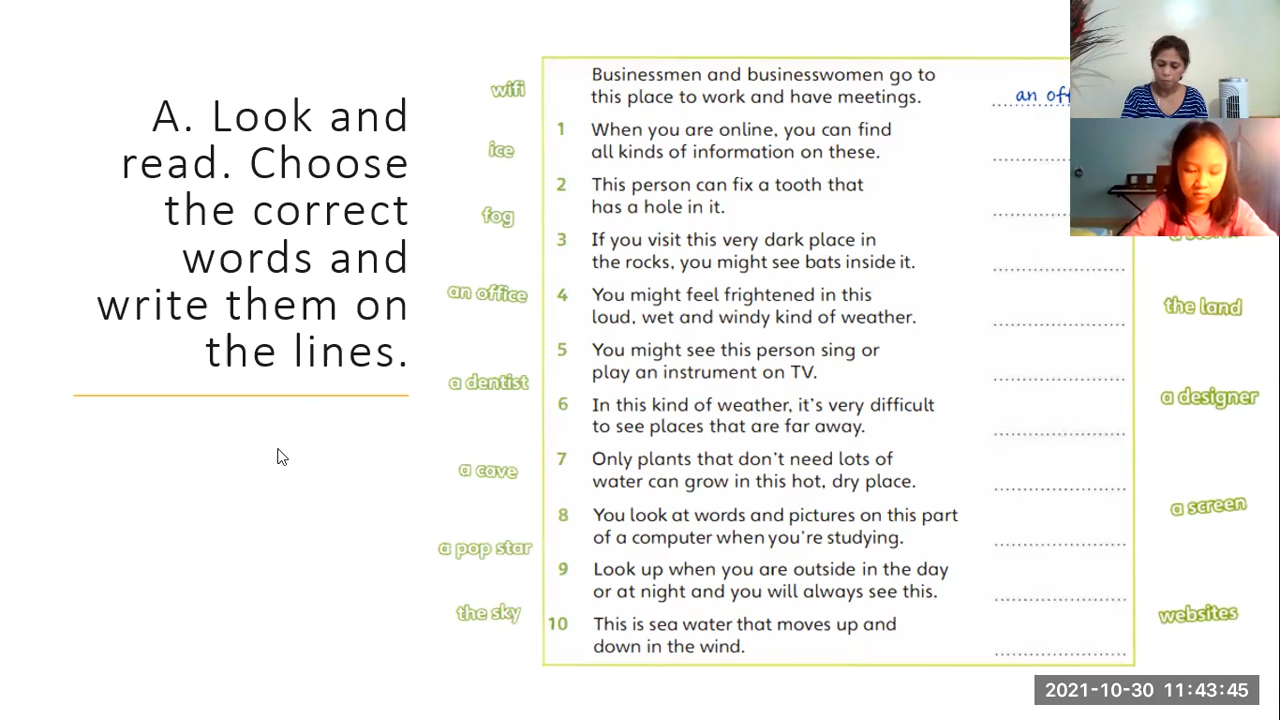 A. Look and
read. Choose
the correct
words and
write them on
the lines.
wifi
ice
fog
an office
a dentist
a cave
a pop star
the sky
Businessmen and businesswomen go to
this place to work and have meetings.
an off
1 When you are online, you can find
all kinds of information on these.
2 This person can fix a tooth that
has a hole in it.
3 If you visit this very dark place in
the rocks, you might see bats inside it.
4 You might feel frightened in this
loud, wet and windy kind of weather.
5 You might see this person sing or
play an instrument on TV.
6 In this kind of weather, it's very difficult
to see places that are far away.
7 Only plants that don't need lots of
water can grow in this hot, dry place.
8 You look at words and pictures on this part
of a computer when you're studying.
9 Look up when you are outside in the day
or at night and you will always see this.
10 This is sea water that moves up and
down in the wind.
the land
a designer
a screen
websites
2021-10-30 11:43:45